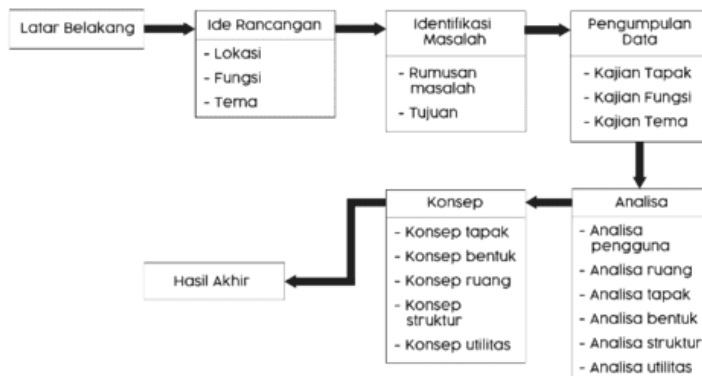 Latar Belakang
Ide Rancangan
- Lokasi
- Fungsi
- Tema
Identifikasi
Masalah
- Rumusan
masalah
- Tujuan
Pengumpulan
Data
- Kajian Tapak
- Kajian Fungsi
- Kajian Tema
Analisa
- Analisa
pengguna
- Analisa ruang
- Analisa tapak
- Analisa bentuk
- Analisa struktur
- Analisa utilitas
Konsep
- Konsep tapak
- Konsep bentuk
- Konsep ruang
- Konsep
struktur
- Konsep utilitas
Hasil Akhir